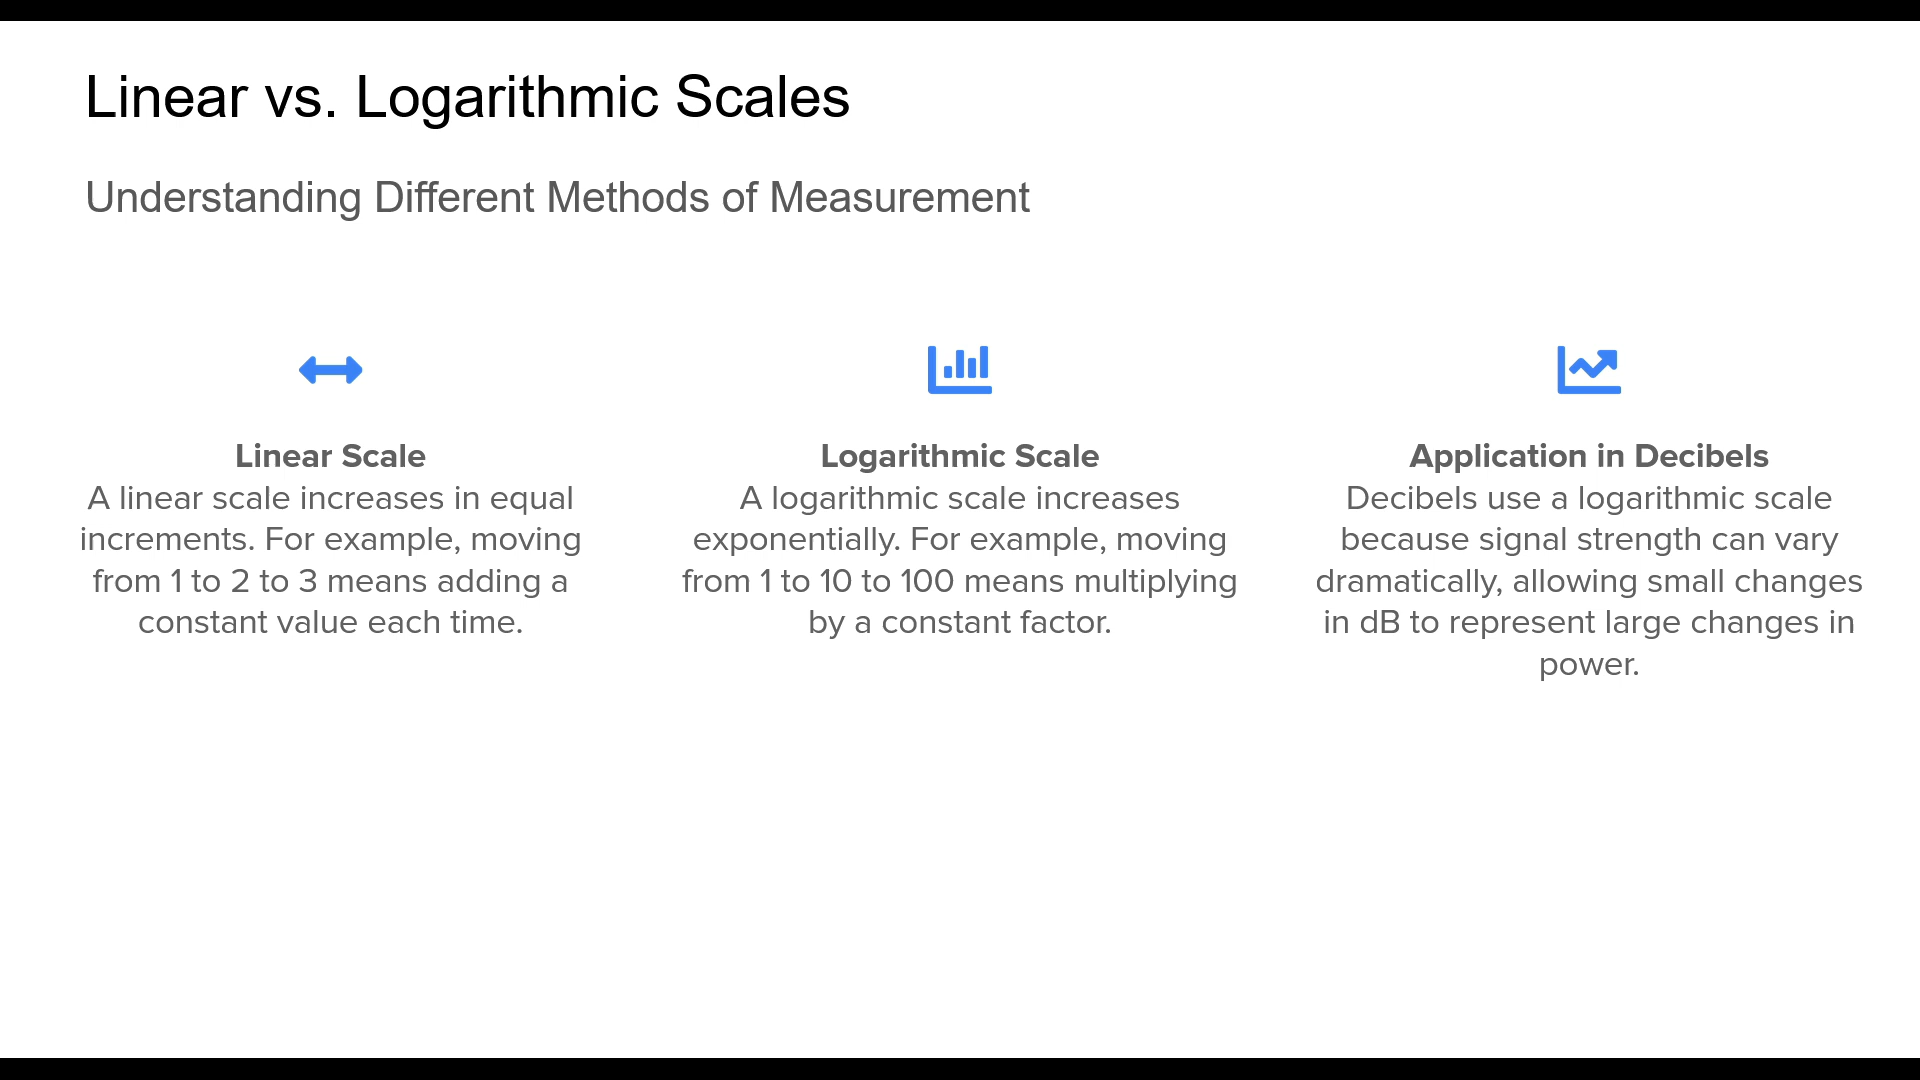 Linear vs. Logarithmic Scales
Understanding Different Methods of Measurement
Linear Scale
A linear scale increases in equal
increments. For example, moving
from 1 to 2 to 3 means adding a
constant value each time.
Logarithmic Scale
A logarithmic scale increases
exponentially. For example, moving
from 1 to 10 to 100 means multiplying
by a constant factor.
Application in Decibels
Decibels use a logarithmic scale
because signal strength can vary
dramatically, allowing small changes
in dB to represent large changes in
power.